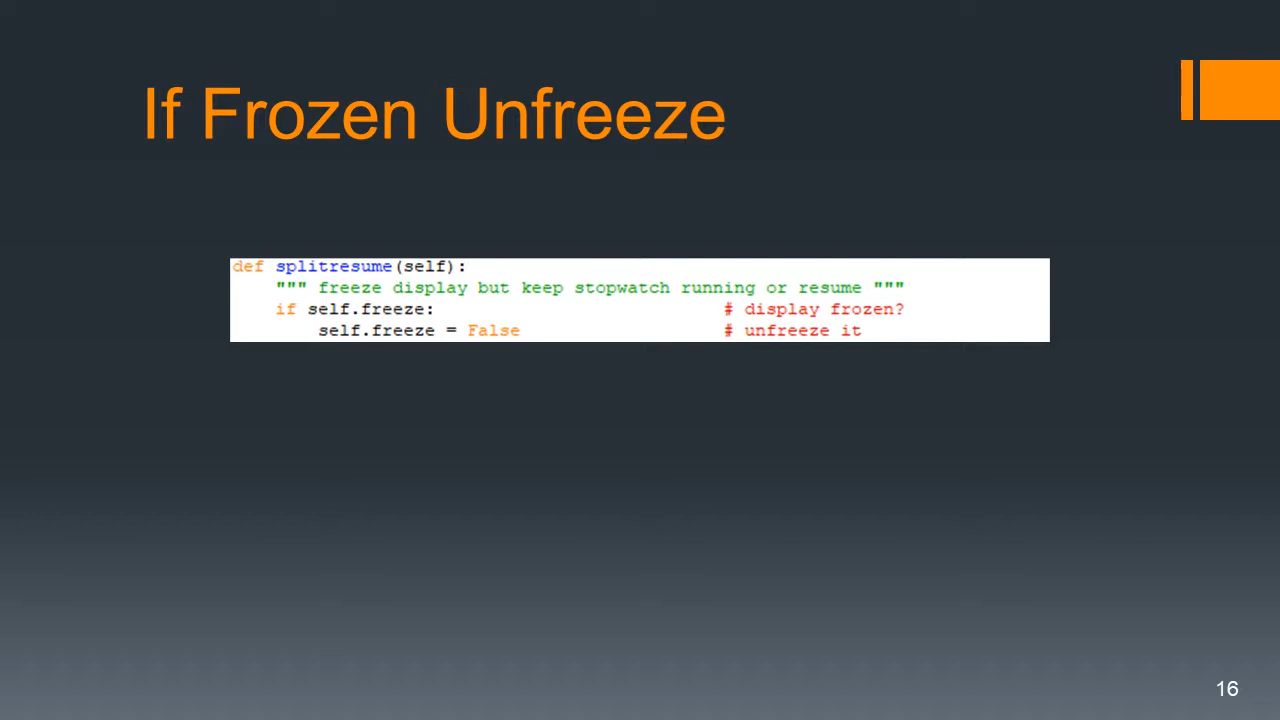 If Frozen Unfreeze
def splitresume(self):
    """ freeze display but keep stopwatch running or resume """
    if self.freeze:                           # display frozen?
        self.freeze = False                   # unfreeze it
16